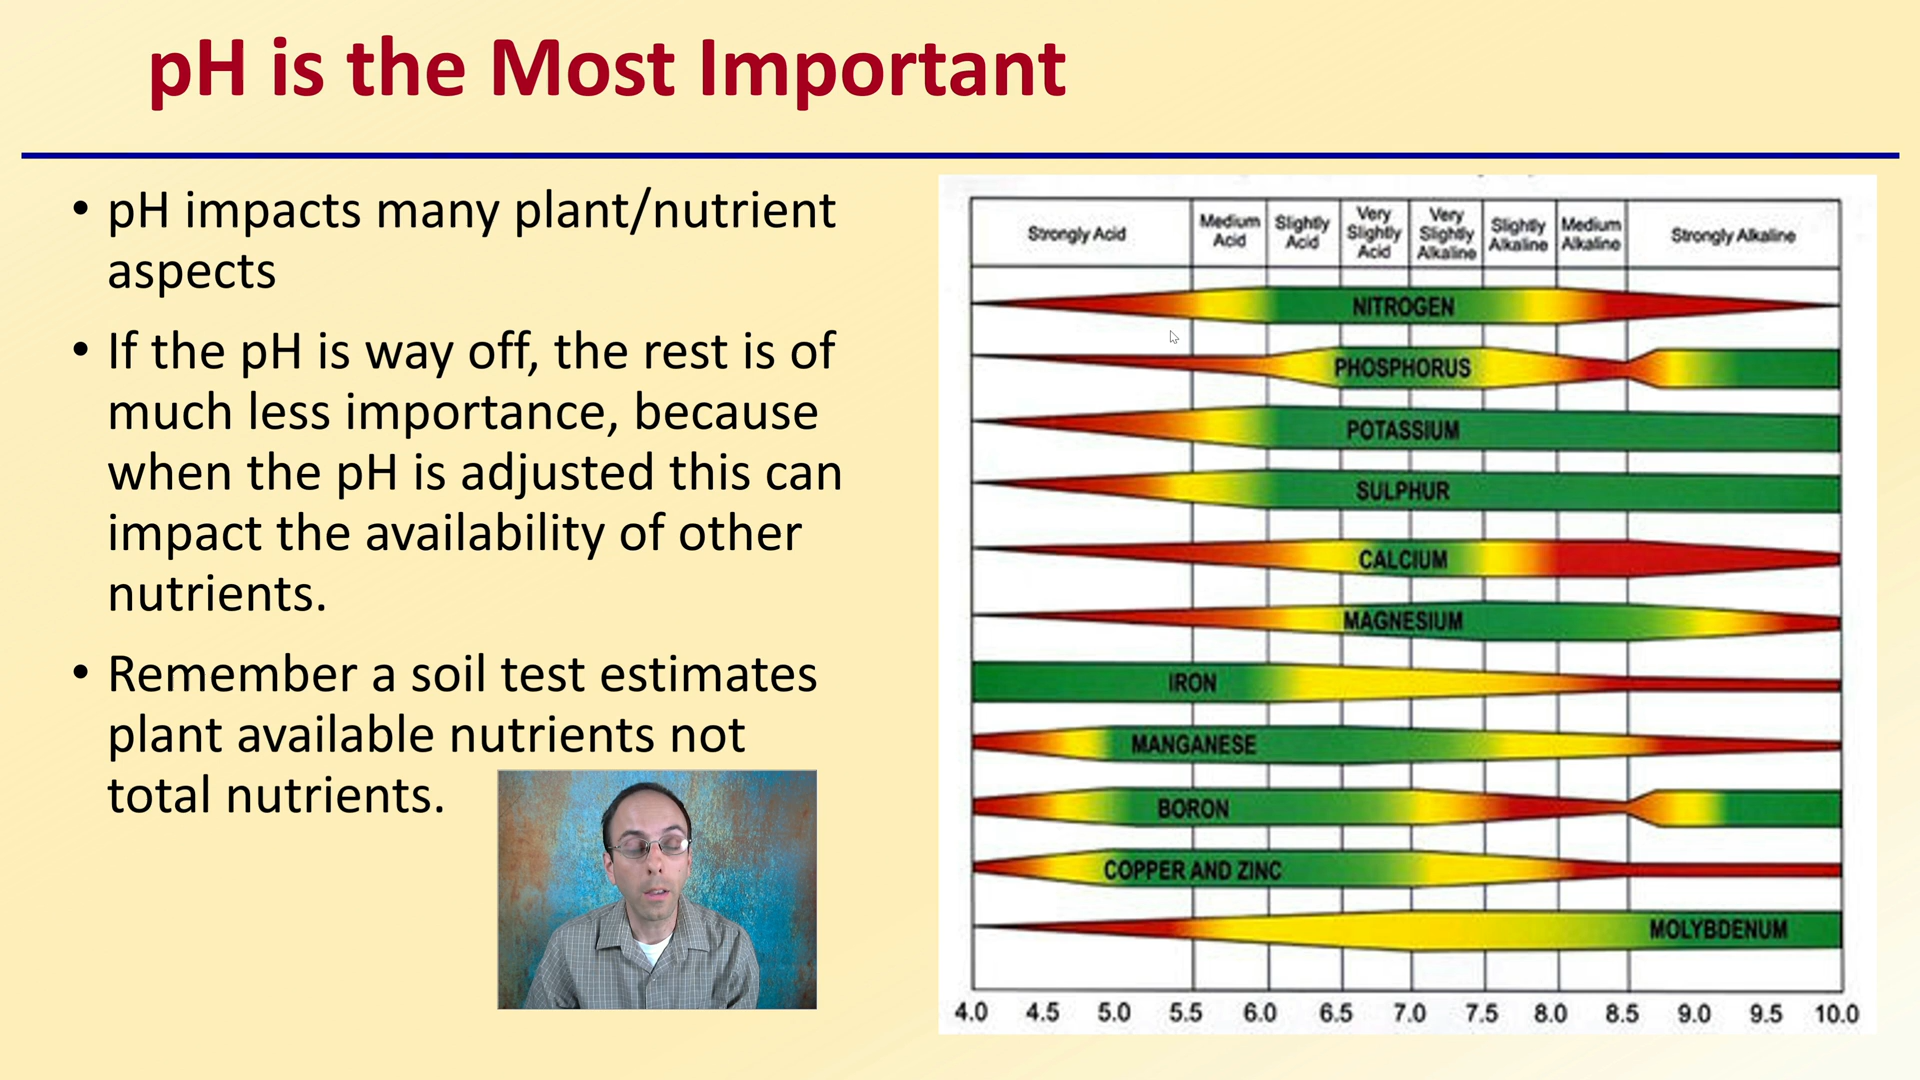 pH is the Most Important
• pH impacts many plant/nutrient
aspects
• If the pH is way off, the rest is of
much less importance, because
when the pH is adjusted this can
impact the availability of other
nutrients.
• Remember a soil test estimates
plant available nutrients not
total nutrients.
Strongly Acid
Medium
Acid
Slightly
Acid
Very
Slightly
Acid
Very
Slightly
Alkaline
Slightly
Alkaline
Medium
Alkaline
Strongly Alkaline
NITROGEN
PHOSPHORUS
POTASSIUM
SULPHUR
CALCIUM
MAGNESIUM
IRON
MANGANESE
BORON
COPPER AND ZINC
MOLYBDENUM
4.0 4.5 5.0 5.5 6.0 6.5 7.0 7.5 8.0 8.5 9.0 9.5 10.0